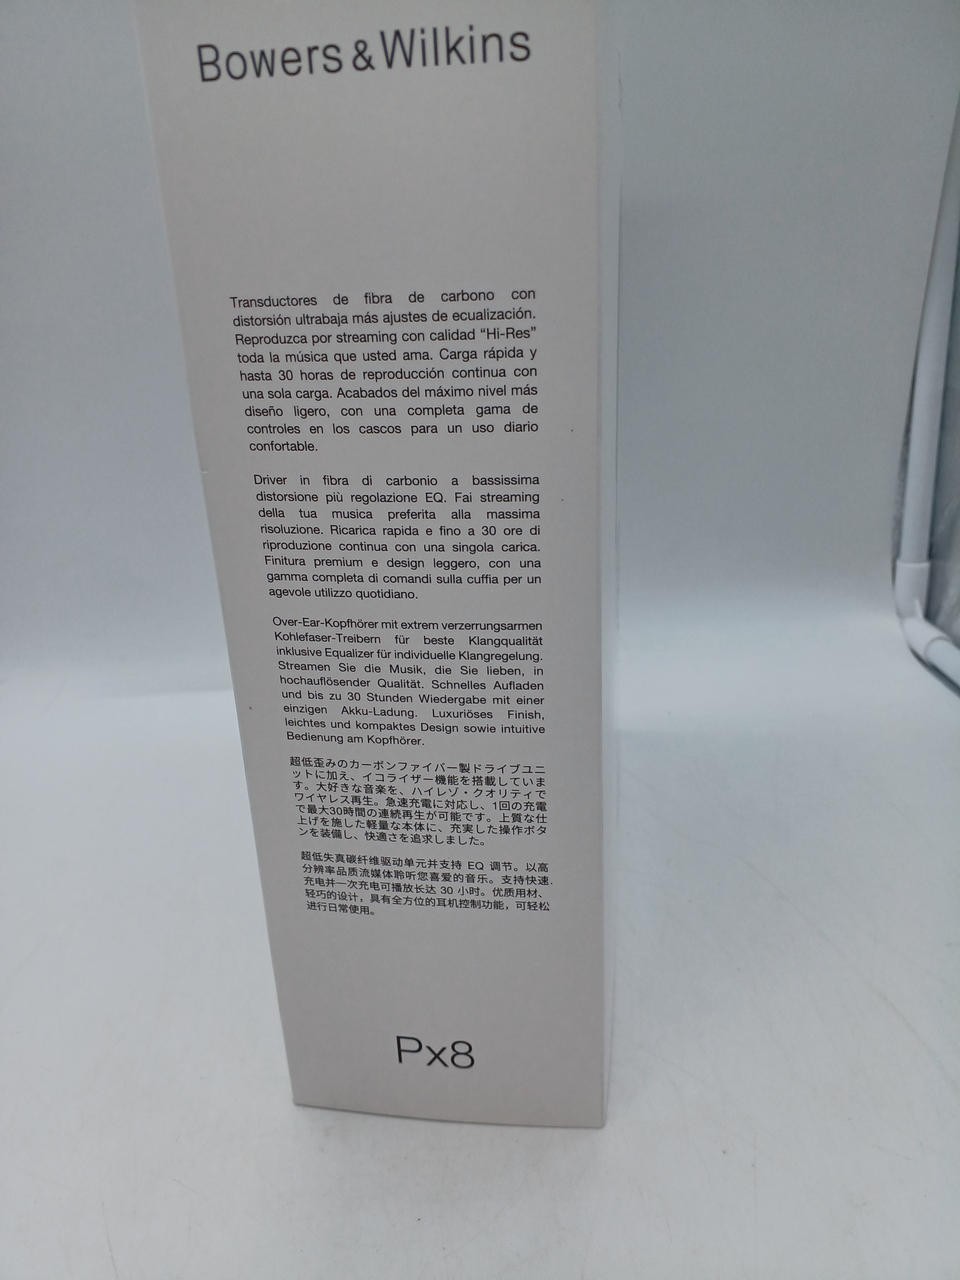 Bowers & Wilkins
Transductores de fibra de carbono con
distorsión ultrabaja más ajustes de ecualización.
Reproduzca por streaming con calidad “Hi-Res”
toda la música que usted ama. Carga rápida y
hasta 30 horas de reproducción continua con
una sola carga. Acabados del máximo nivel más
diseño ligero, con una completa gama de
controles en los cascos para un uso diario
confortable.
Driver in fibra di carbonio a bassissima
distorsione più regolazione EQ. Fai streaming
della tua musica preferita alla massima
risoluzione. Ricarica rapida e fino a 30 ore di
riproduzione continua con una singola carica.
Finitura premium e design leggero, con una
gamma completa di comandi sulla cuffia per un
agevole utilizzo quotidiano.
Over-Ear-Kopfhörer mit extrem verzerrungsarmen
Kohlefaser-Treibern für beste Klangqualität
inklusive Equalizer für individuelle Klangregelung.
Streamen Sie die Musik, die Sie lieben, in
hochauflösender Qualität. Schnelles Aufladen
und bis zu 30 Stunden Wiedergabe mit einer
einzigen Akku-Ladung. Luxuriöses Finish,
leichtes und kompaktes Design sowie intuitive
Bedienung am Kopfhörer.
超低歪みのカーボンファイバー製ドライブユニ
ットに加え、イコライザー機能を搭載していま
す。大好きな音楽を、ハイレゾ・クオリティで
ワイヤレス再生。急速充電に対応し、1回の充電
で最大30時間の連続再生が可能です。上質な仕
上げを施した軽量な本体に、充実した操作ボタ
ンを装備し、快適さを追求しました。
超低失真碳纤维驱动单元并支持 EQ 调节。以高
分辨率品质流媒体聆听您喜爱的音乐。支持快速
充电并一次充电可播放长达 30 小时。优质用材、
轻巧的设计，具有全方位的耳机控制功能，可轻松
进行日常使用。
Px8